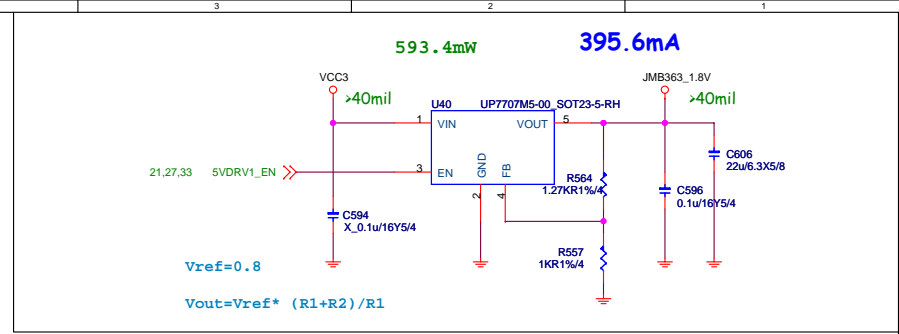 3 2 1
593.4mW 395.6mA
VCC3 JMB363_1.8V
>40mil >40mil
U40 UP7707M5-00_SOT23-5-RH
1 VIN VOUT 5
21,27,33 5VDRV1_EN 3 EN GND FB
2 4
R564
1.27KR1%/4
C606
22u/6.3X5/8
C596
0.1u/16Y5/4
C594
X_0.1u/16Y5/4
R557
1KR1%/4
Vref=0.8
Vout=Vref* (R1+R2)/R1